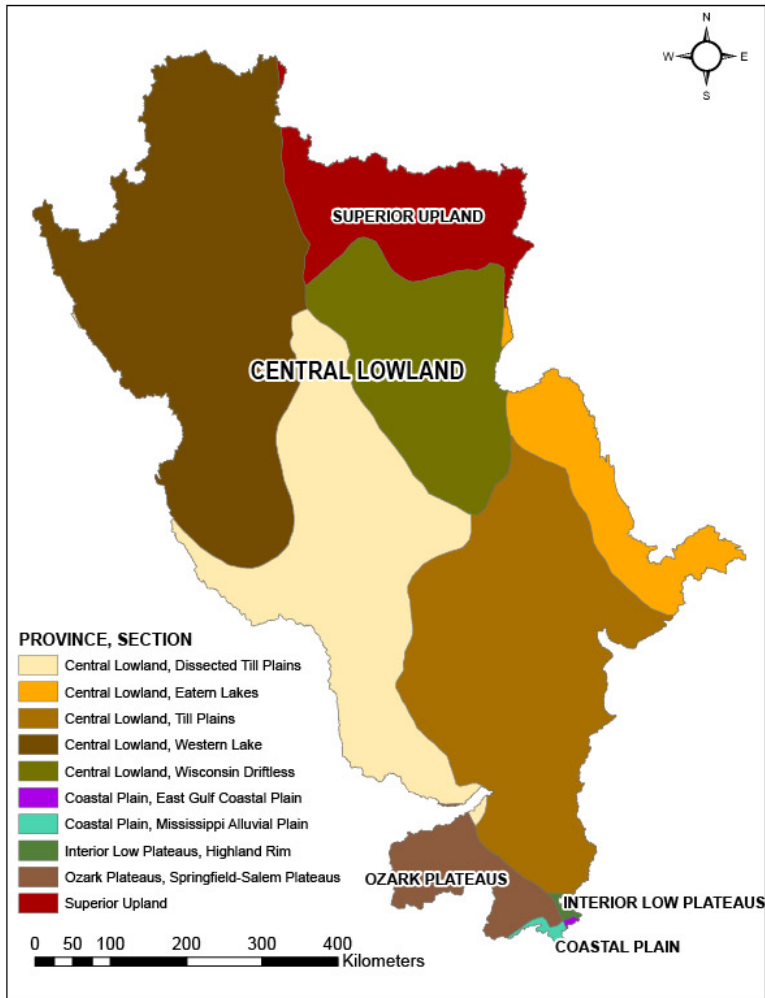 N
W E
S
SUPERIOR UPLAND
CENTRAL LOWLAND
PROVINCE, SECTION
Central Lowland, Dissected Till Plains
Central Lowland, Eatern Lakes
Central Lowland, Till Plains
Central Lowland, Western Lake
Central Lowland, Wisconsin Driftless
Coastal Plain, East Gulf Coastal Plain
Coastal Plain, Mississippi Alluvial Plain
Interior Low Plateaus, Highland Rim
Ozark Plateaus, Springfield-Salem Plateaus
Superior Upland
OZARK PLATEAUS
INTERIOR LOW PLATEAUS
COASTAL PLAIN
0 50 100 200 300 400
Kilometers